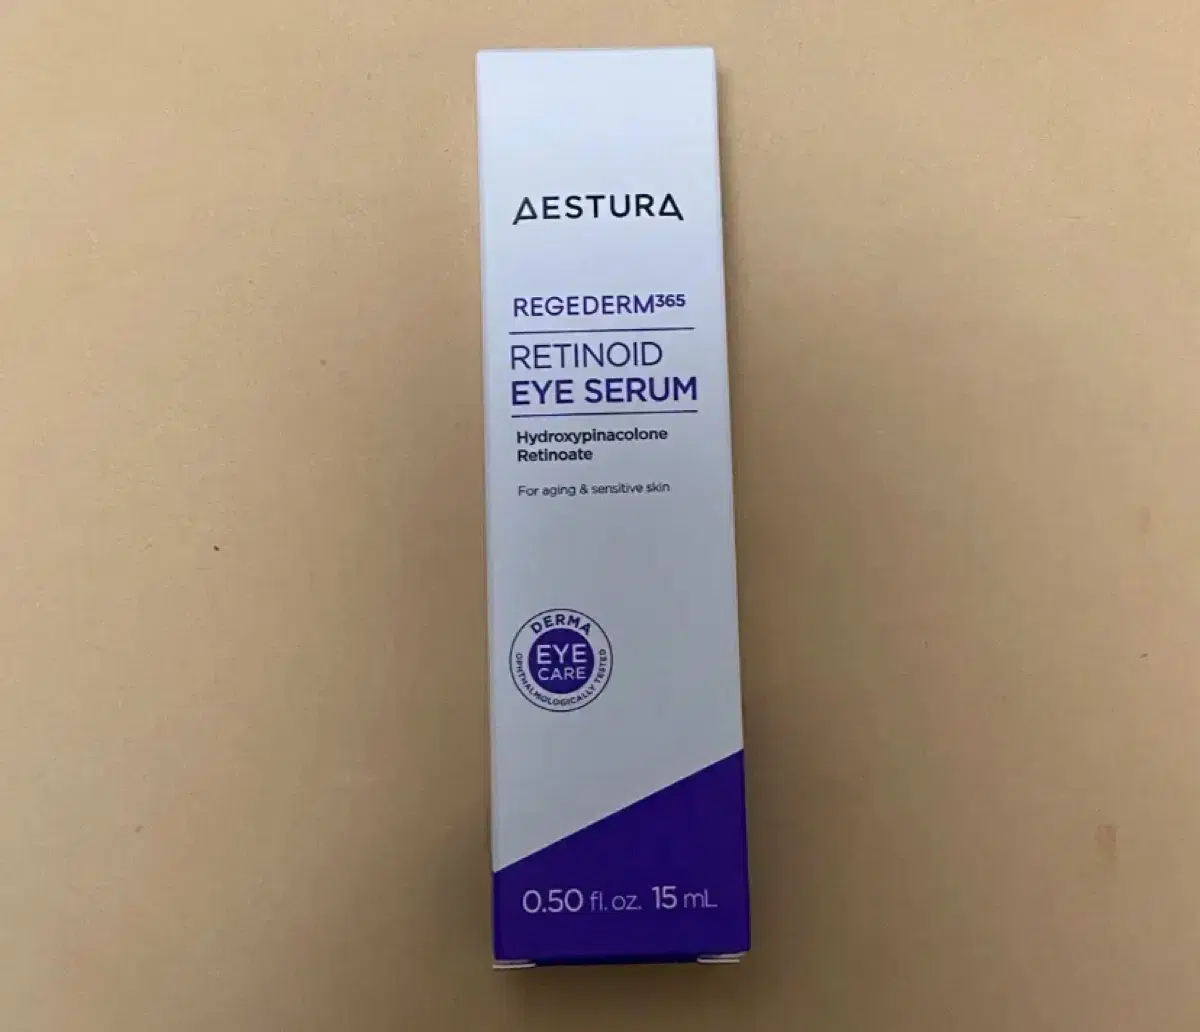 AESTURA
REGEDERM³⁶⁵
RETINOID
EYE SERUM
Hydroxypinacolone
Retinoate
For aging & sensitive skin
DERMA
EYE
CARE
OPHTHALMOLOGICALLY TESTED
0.50 fl. oz. 15 mL